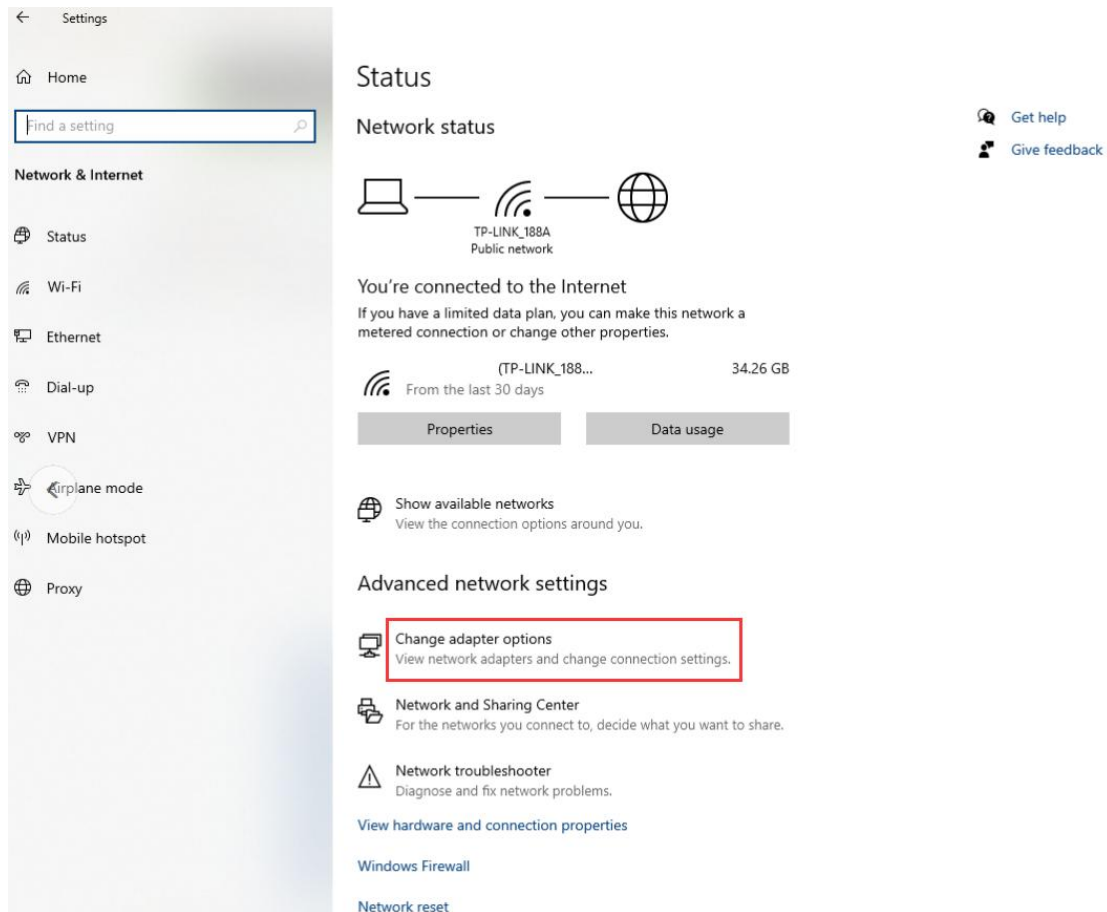 Settings
Home
Find a setting
Network & Internet
Status
Wi-Fi
Ethernet
Dial-up
VPN
Airplane mode
Mobile hotspot
Proxy
Status
Network status
TP-LINK_188A
Public network
You're connected to the Internet
If you have a limited data plan, you can make this network a
metered connection or change other properties.
(TP-LINK_188... 34.26 GB
From the last 30 days
Properties Data usage
Show available networks
View the connection options around you.
Advanced network settings
Change adapter options
View network adapters and change connection settings.
Network and Sharing Center
For the networks you connect to, decide what you want to share.
Network troubleshooter
Diagnose and fix network problems.
View hardware and connection properties
Windows Firewall
Network reset
Get help
Give feedback